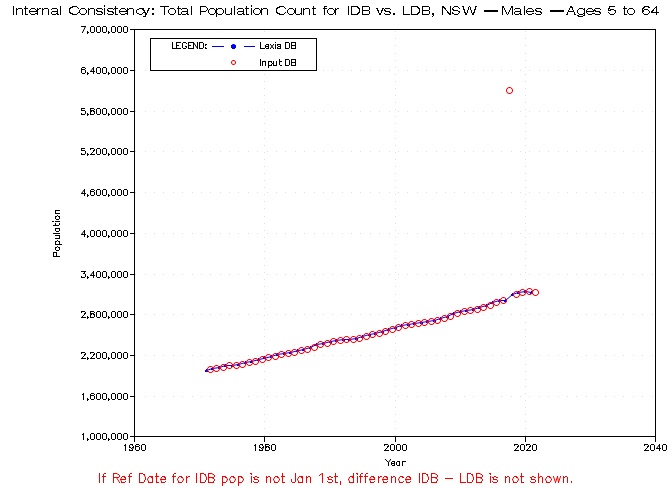 Internal Consistency: Total Population Count for IDB vs. LDB, NSW — Males — Ages 5 to 64
7,000,000
LEGEND: Lexis DB
Input DB
6,400,000
5,800,000
5,200,000
4,600,000
4,000,000
Population
3,400,000
2,800,000
2,200,000
1,600,000
1,000,000
1960 1980 2000 2020 2040
Year
If Ref Date for IDB pop is not Jan 1st, difference IDB – LDB is not shown.